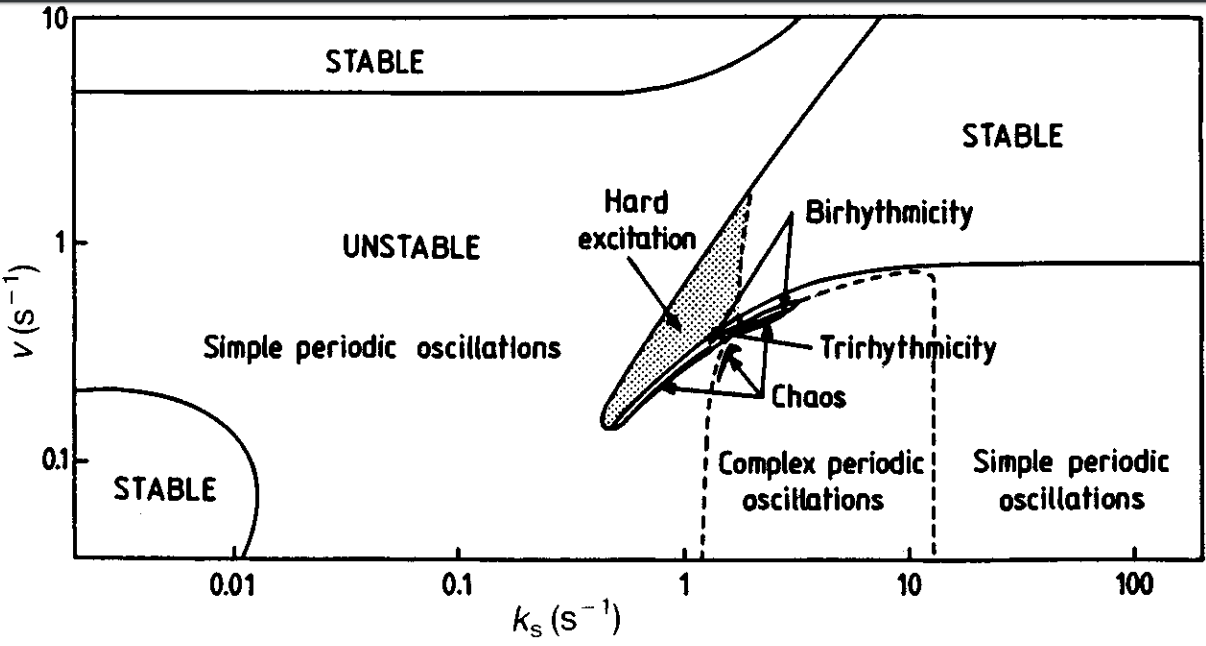 10
STABLE
STABLE
Hard
excitation
Birhythmicity
1
UNSTABLE
v (s⁻¹)
Simple periodic oscillations
Trirhythmicity
Chaos
0.1
STABLE
Complex periodic
oscillations
Simple periodic
oscillations
0.01
0.1
1
10
100
kₛ (s⁻¹)